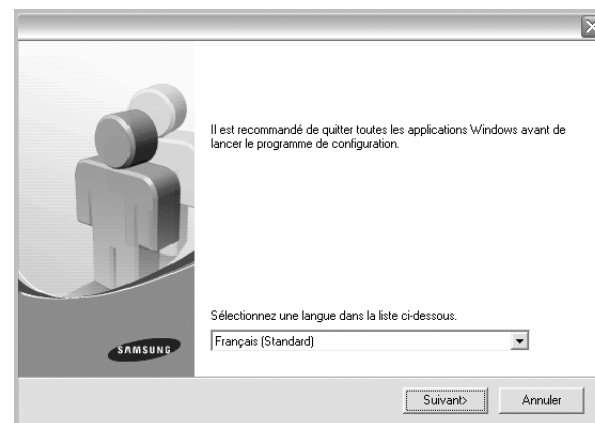 Il est recommandé de quitter toutes les applications Windows avant de
lancer le programme de configuration.
Sélectionnez une langue dans la liste ci-dessous.
Français (Standard)
SAMSUNG
Suivant>
Annuler